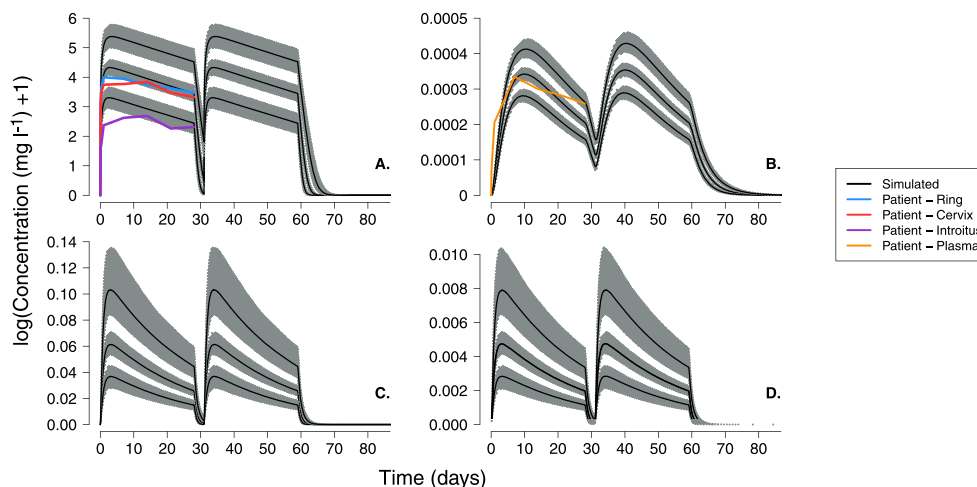 log(Concentration (mg l⁻¹) +1)
6
5
4
3
2
1
0
A.
0 10 20 30 40 50 60 70 80
0.0005
0.0004
0.0003
0.0002
0.0001
0
B.
0 10 20 30 40 50 60 70 80
0.14
0.12
0.10
0.08
0.06
0.04
0.02
0.00
C.
0 10 20 30 40 50 60 70 80
0.010
0.008
0.006
0.004
0.002
0.000
D.
0 10 20 30 40 50 60 70 80
Time (days)
Simulated
Patient – Ring
Patient – Cervix
Patient – Introitus
Patient – Plasma